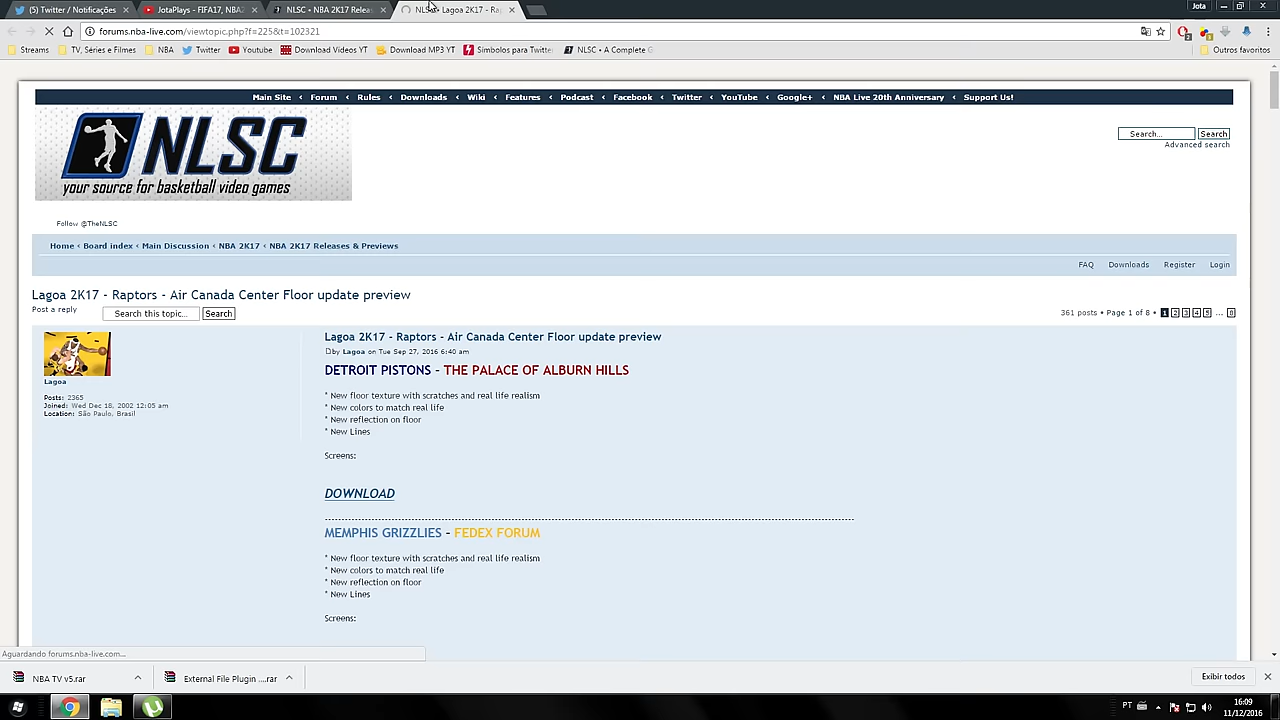 (5) Twitter / Notificações
JotaPlays - FIFA17, NBA
NLSC • NBA 2K17 Relea
NLSC • Lagoa 2K17 - Ra
Jota
forums.nba-live.com/viewtopic.php?f=225&t=102321
Streams
TV, Séries e Filmes
NBA
Twitter
Youtube
Download Vídeos YT
Download MP3 YT
Símbolos para Twitte
NLSC • A Complete G
Outros favoritos
Main Site ‹ Forum ‹ Rules ‹ Downloads ‹ Wiki ‹ Features ‹ Podcast ‹ Facebook ‹ Twitter ‹ YouTube ‹ Google+ ‹ NBA Live 20th Anniversary ‹ Support Us!
NLSC
your source for basketball video games
Search... Search
Advanced search
Follow @TheNLSC
Home ‹ Board index ‹ Main Discussion ‹ NBA 2K17 ‹ NBA 2K17 Releases & Previews
FAQ Downloads Register Login
Lagoa 2K17 - Raptors - Air Canada Center Floor update preview
Post a reply Search this topic... Search
361 posts • Page 1 of 8 • 1 2 3 4 5 ... 8
Lagoa
Posts: 2365
Joined: Wed Dec 18, 2002 12:05 am
Location: São Paulo, Brasil
Lagoa 2K17 - Raptors - Air Canada Center Floor update preview
by Lagoa on Tue Sep 27, 2016 6:40 am
DETROIT PISTONS - THE PALACE OF ALBURN HILLS
* New floor texture with scratches and real life realism
* New colors to match real life
* New reflection on floor
* New Lines
Screens:
DOWNLOAD
MEMPHIS GRIZZLIES - FEDEX FORUM
* New floor texture with scratches and real life realism
* New colors to match real life
* New reflection on floor
* New Lines
Screens:
Aguardando forums.nba-live.com...
NBA TV v5.rar
External File Plugin ....rar
Exibir todos
PT
16:09
11/12/2016